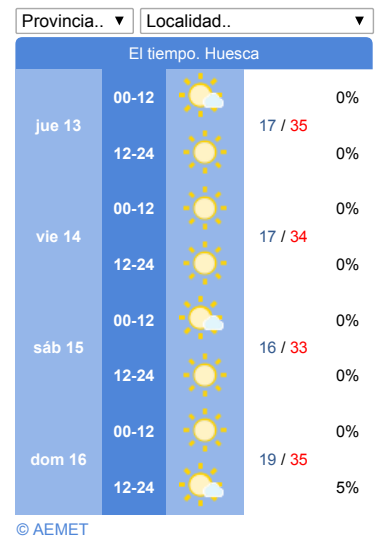 Provincia.. ▼ Localidad.. ▼
El tiempo. Huesca
00-12 0%
jue 13 17 / 35
12-24 0%
00-12 0%
vie 14 17 / 34
12-24 0%
00-12 0%
sáb 15 16 / 33
12-24 0%
00-12 0%
dom 16 19 / 35
12-24 5%
© AEMET